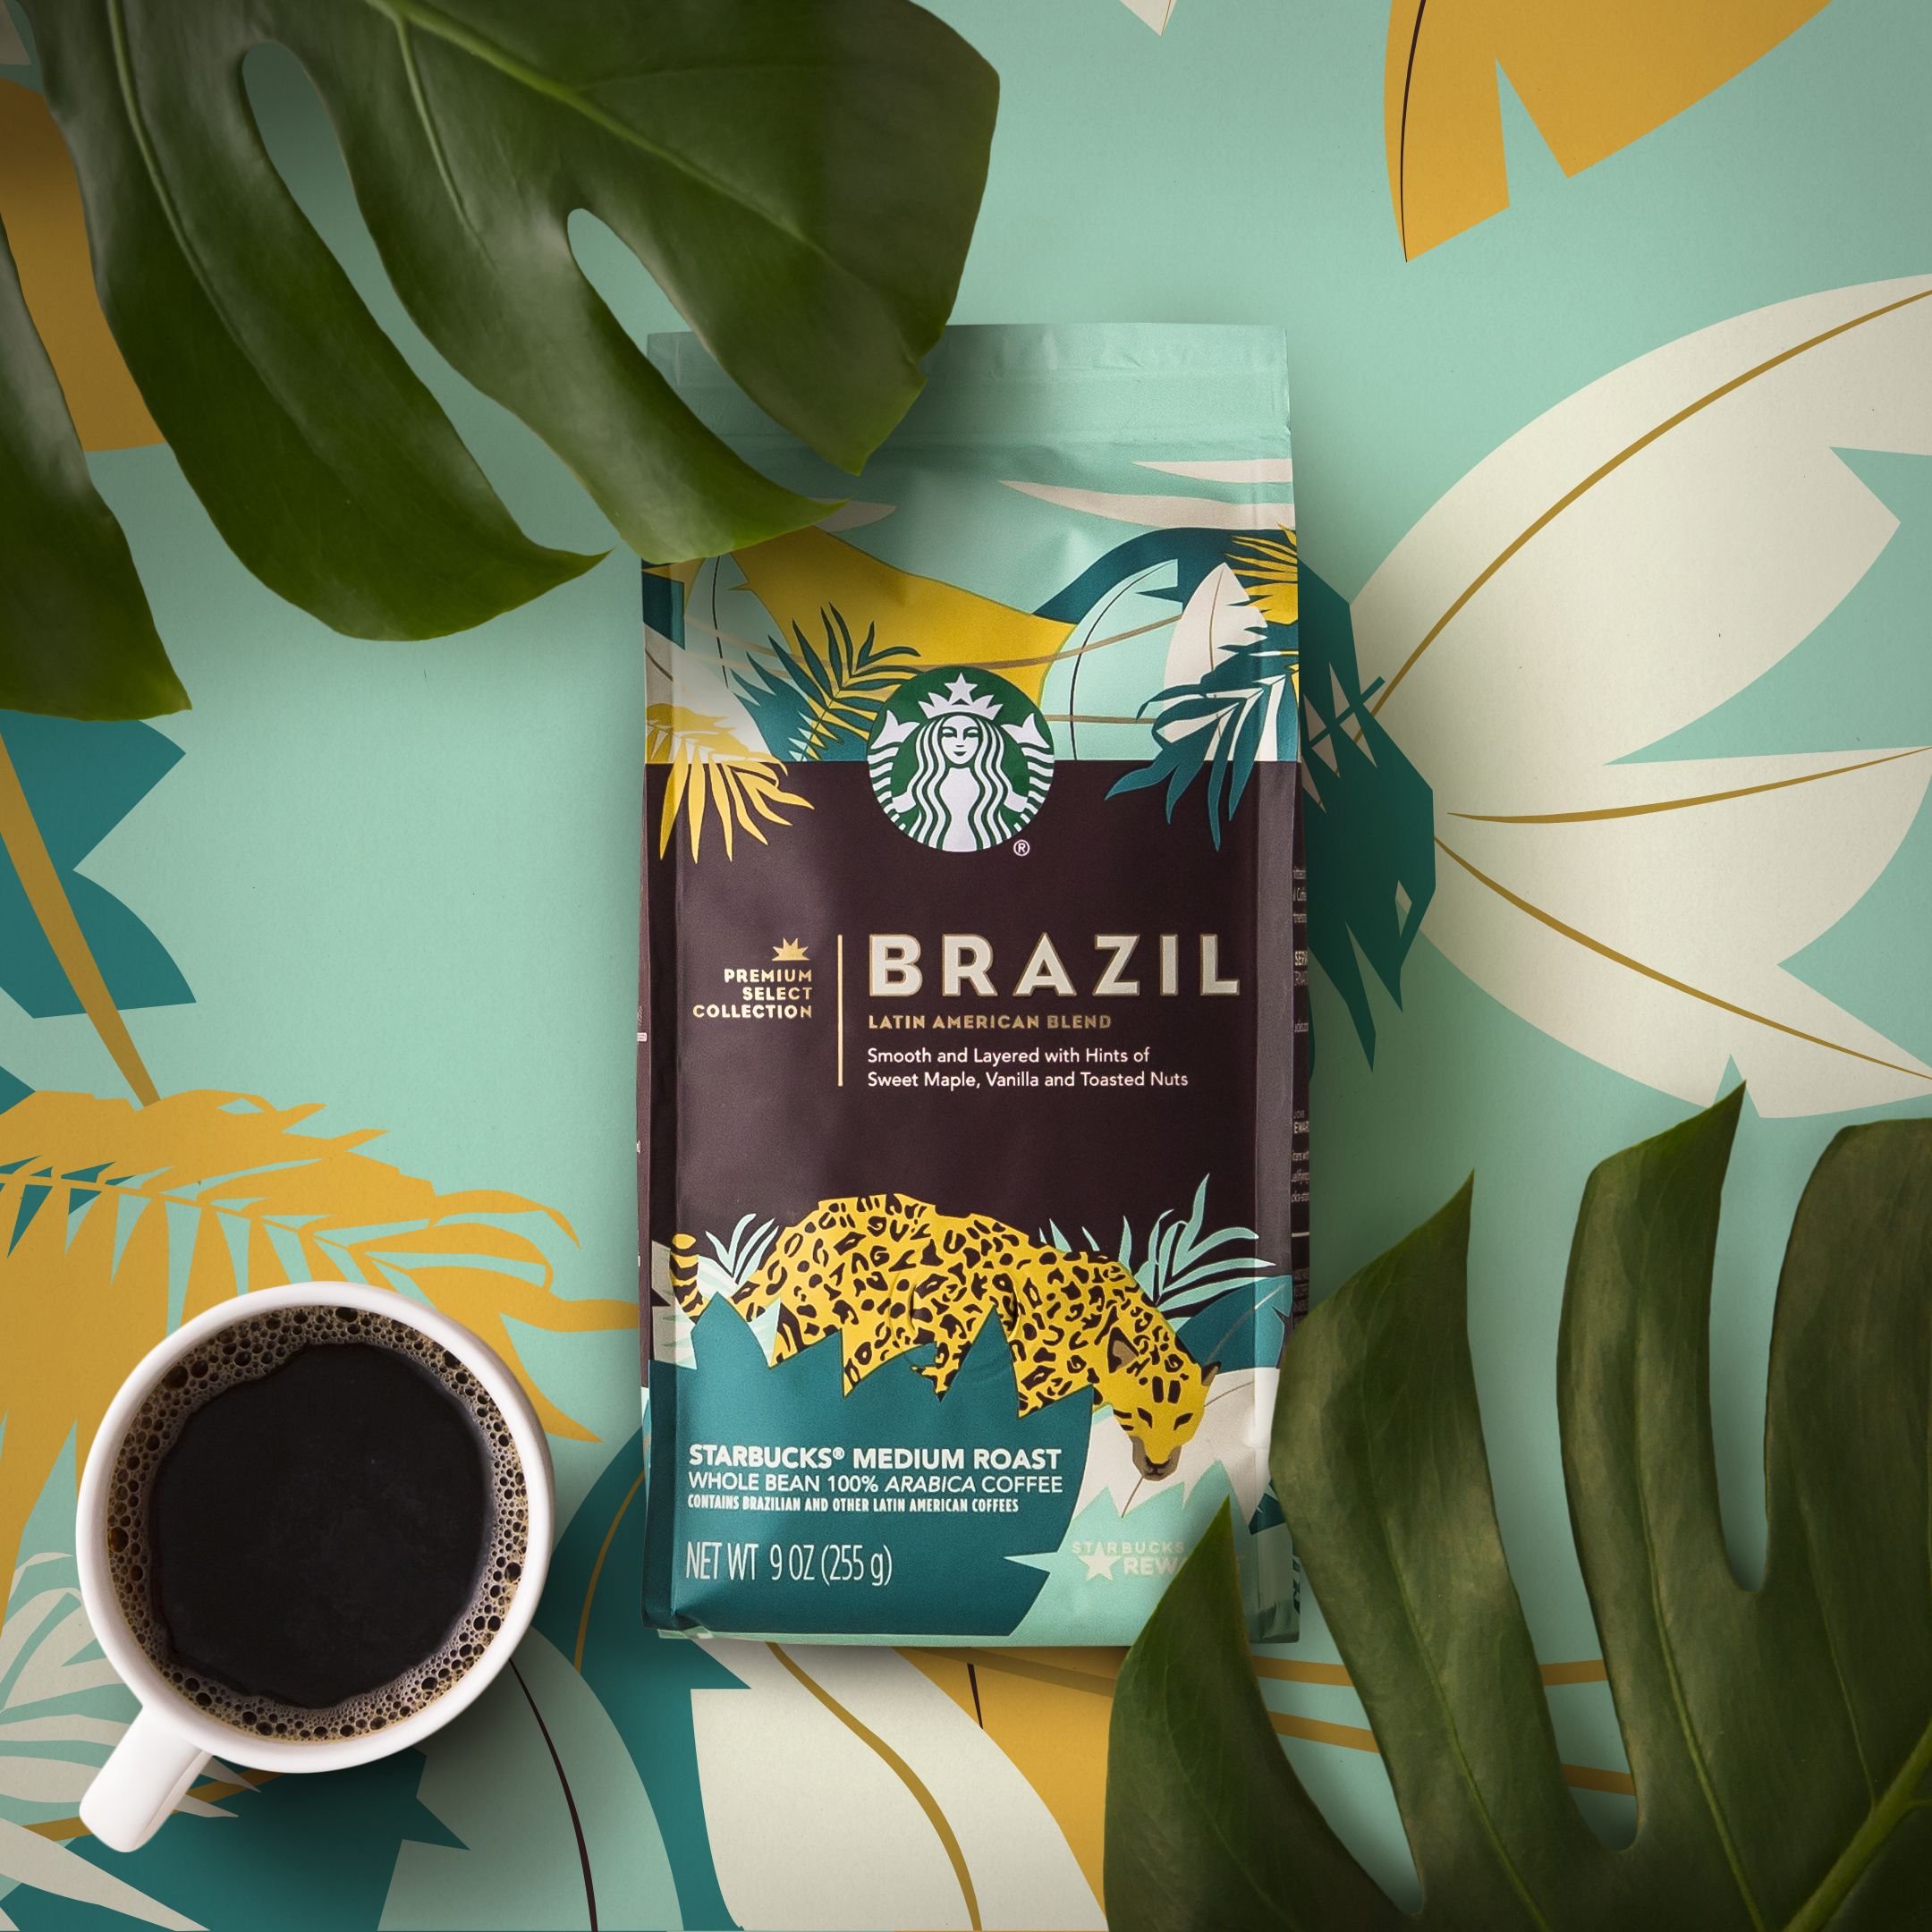 ®
PREMIUM
SELECT
COLLECTION
BRAZIL
LATIN AMERICAN BLEND
Smooth and Layered with Hints of
Sweet Maple, Vanilla and Toasted Nuts
STARBUCKS® MEDIUM ROAST
WHOLE BEAN 100% ARABICA COFFEE
CONTAINS BRAZILIAN AND OTHER LATIN AMERICAN COFFEES
NET WT 9 OZ (255 g)
STARBUCKS